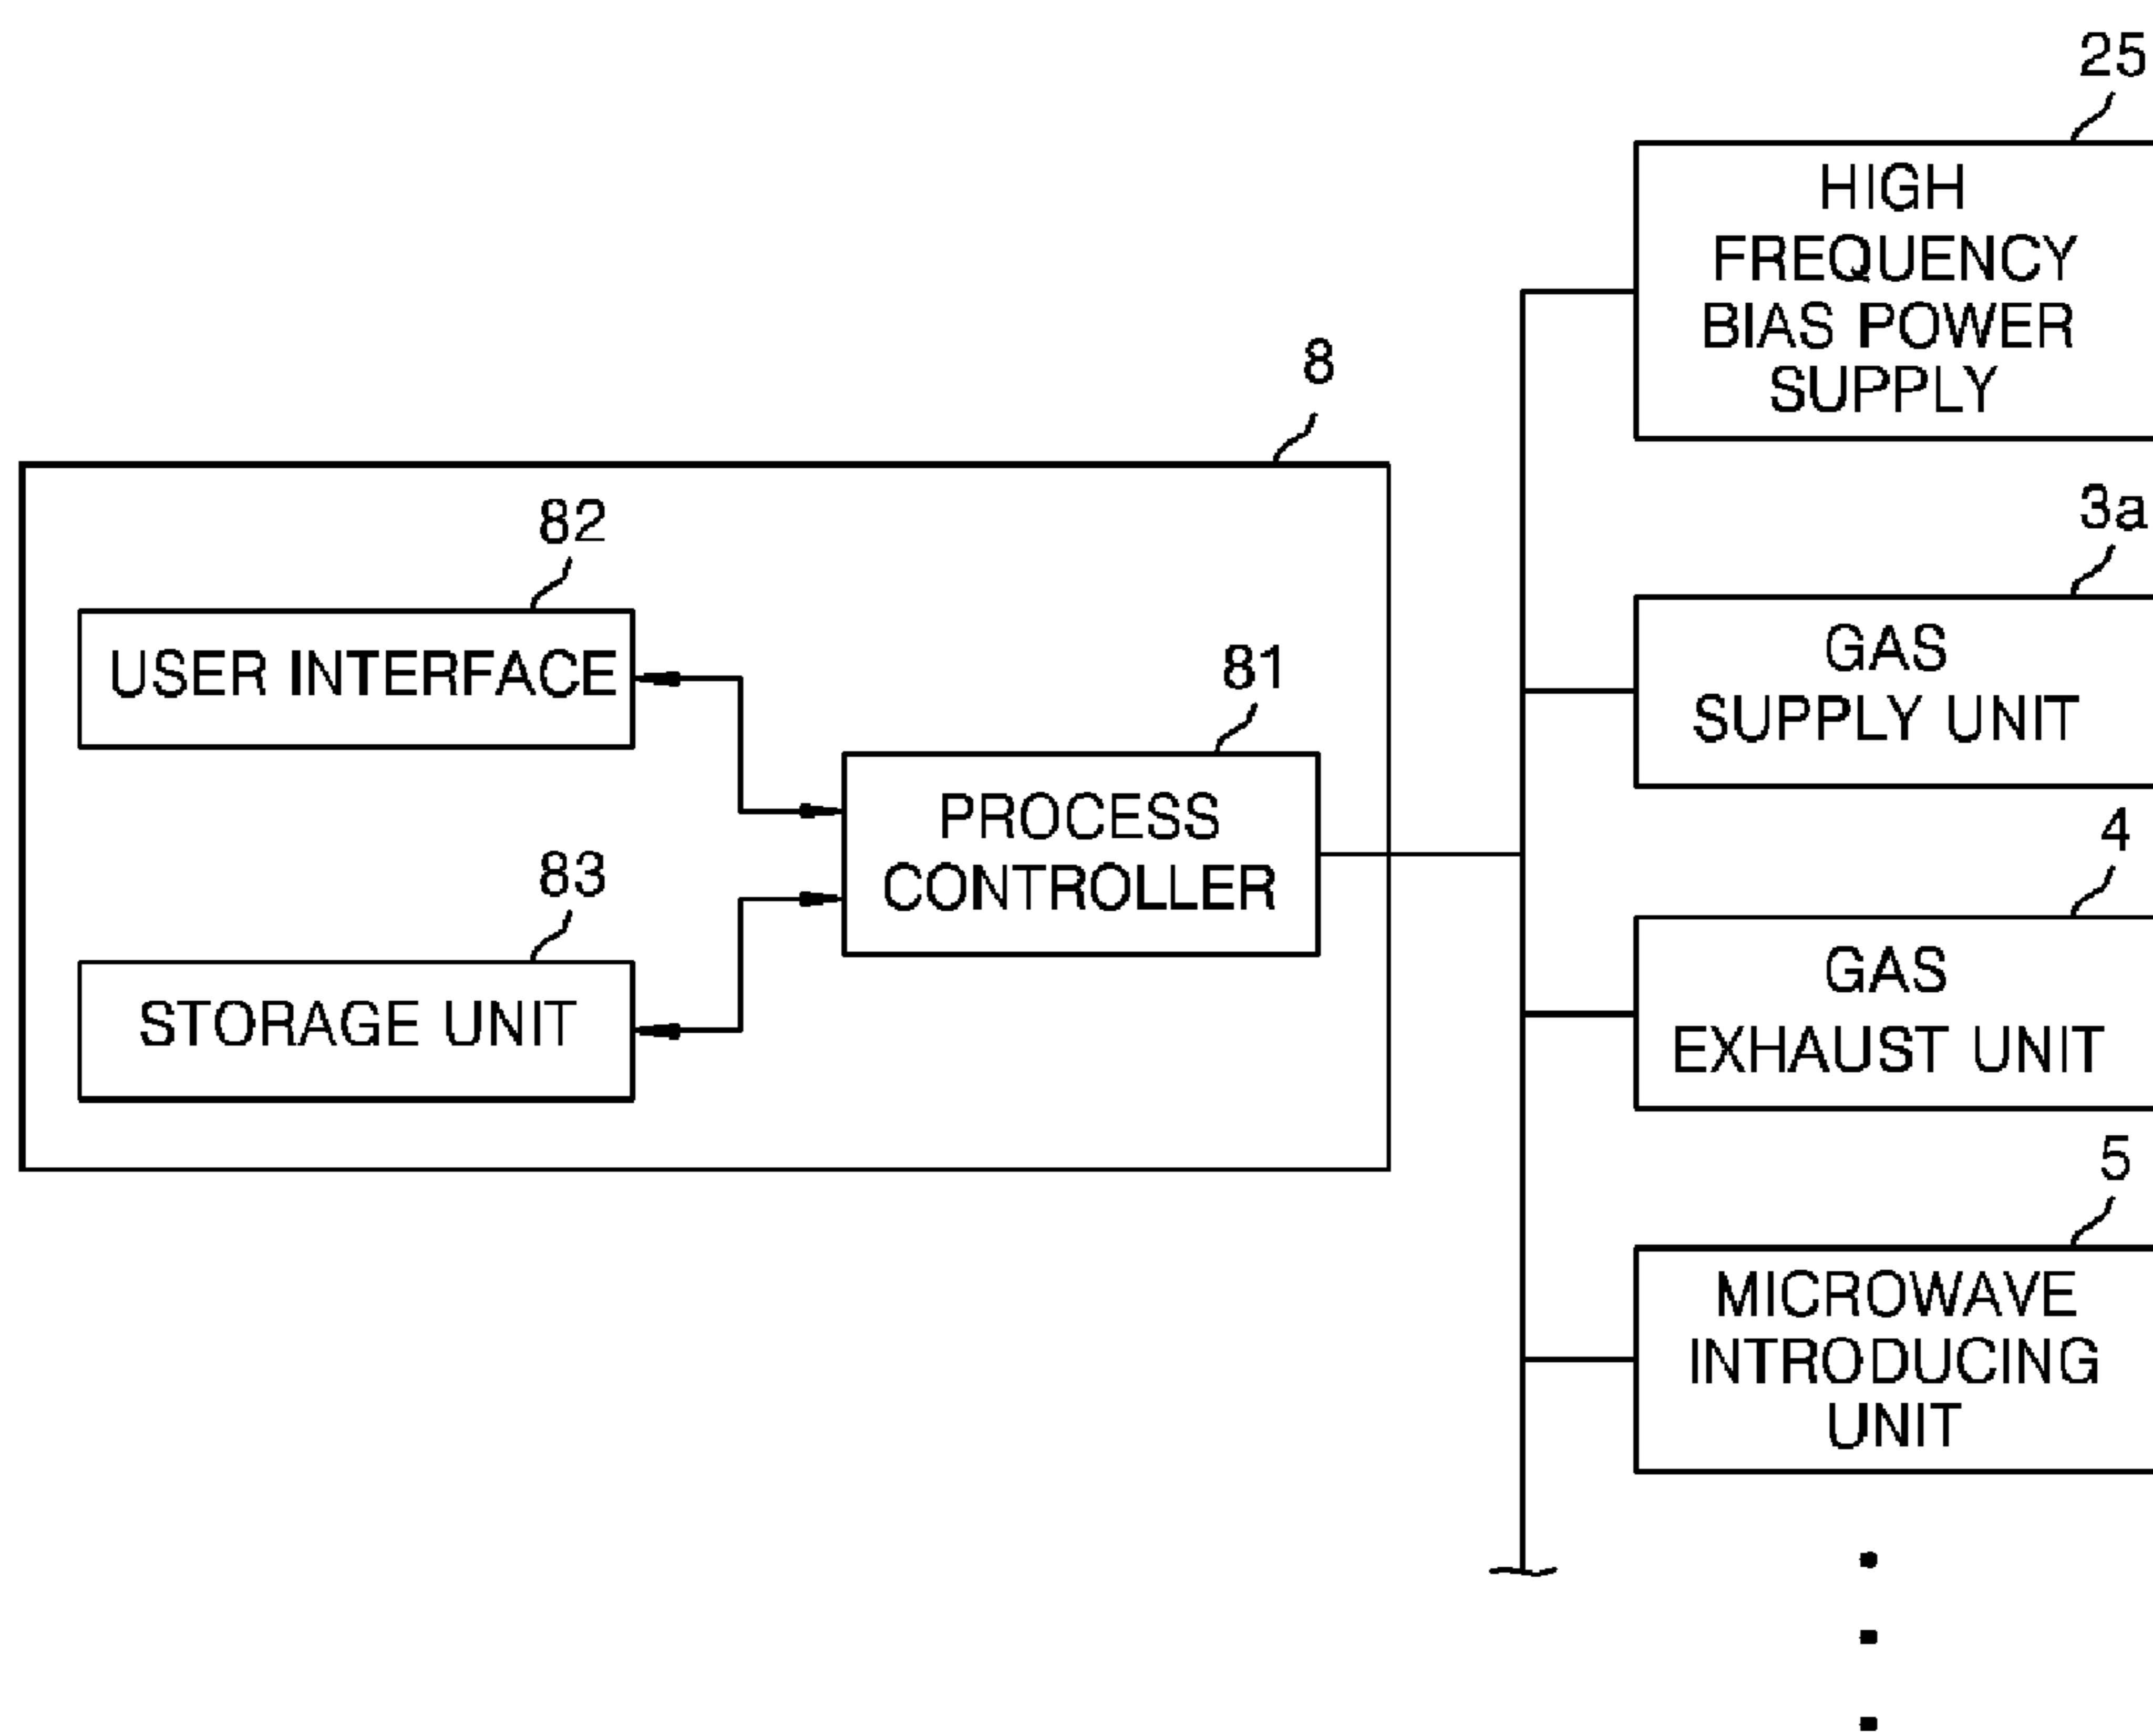 25
HIGH
FREQUENCY
BIAS POWER
SUPPLY
8
82
USER INTERFACE
3a
GAS
SUPPLY UNIT
81
PROCESS
CONTROLLER
83
STORAGE UNIT
4
GAS
EXHAUST UNIT
5
MICROWAVE
INTRODUCING
UNIT